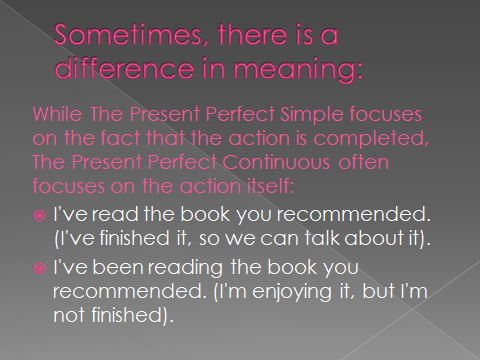 Sometimes, there is a
difference in meaning:
While The Present Perfect Simple focuses
on the fact that the action is completed,
The Present Perfect Continuous often
focuses on the action itself:
I've read the book you recommended.
(I've finished it, so we can talk about it).
I've been reading the book you
recommended. (I'm enjoying it, but I'm
not finished).